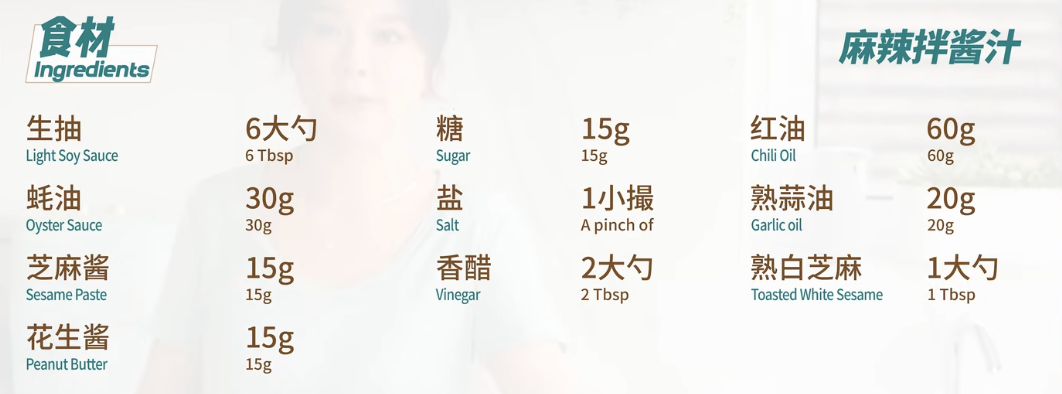 食材
Ingredients
麻辣拌酱汁
生抽 6大勺 糖 15g 红油 60g
Light Soy Sauce 6 Tbsp Sugar 15g Chili Oil 60g
蚝油 30g 盐 1小撮 熟蒜油 20g
Oyster Sauce 30g Salt A pinch of Garlic oil 20g
芝麻酱 15g 香醋 2大勺 熟白芝麻 1大勺
Sesame Paste 15g Vinegar 2 Tbsp Toasted White Sesame 1 Tbsp
花生酱 15g
Peanut Butter 15g